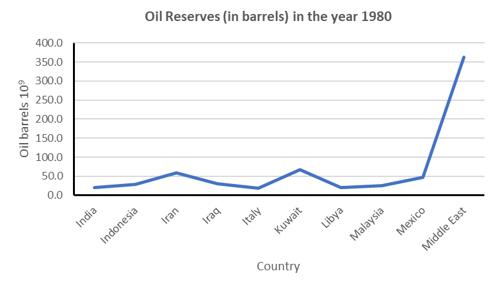 Oil Reserves (in barrels) in the year 1980
400.0
350.0
300.0
250.0
200.0
150.0
100.0
50.0
0.0
Oil barrels 10⁹
India
Indonesia
Iran
Iraq
Italy
Kuwait
Libya
Malaysia
Mexico
Middle East
Country